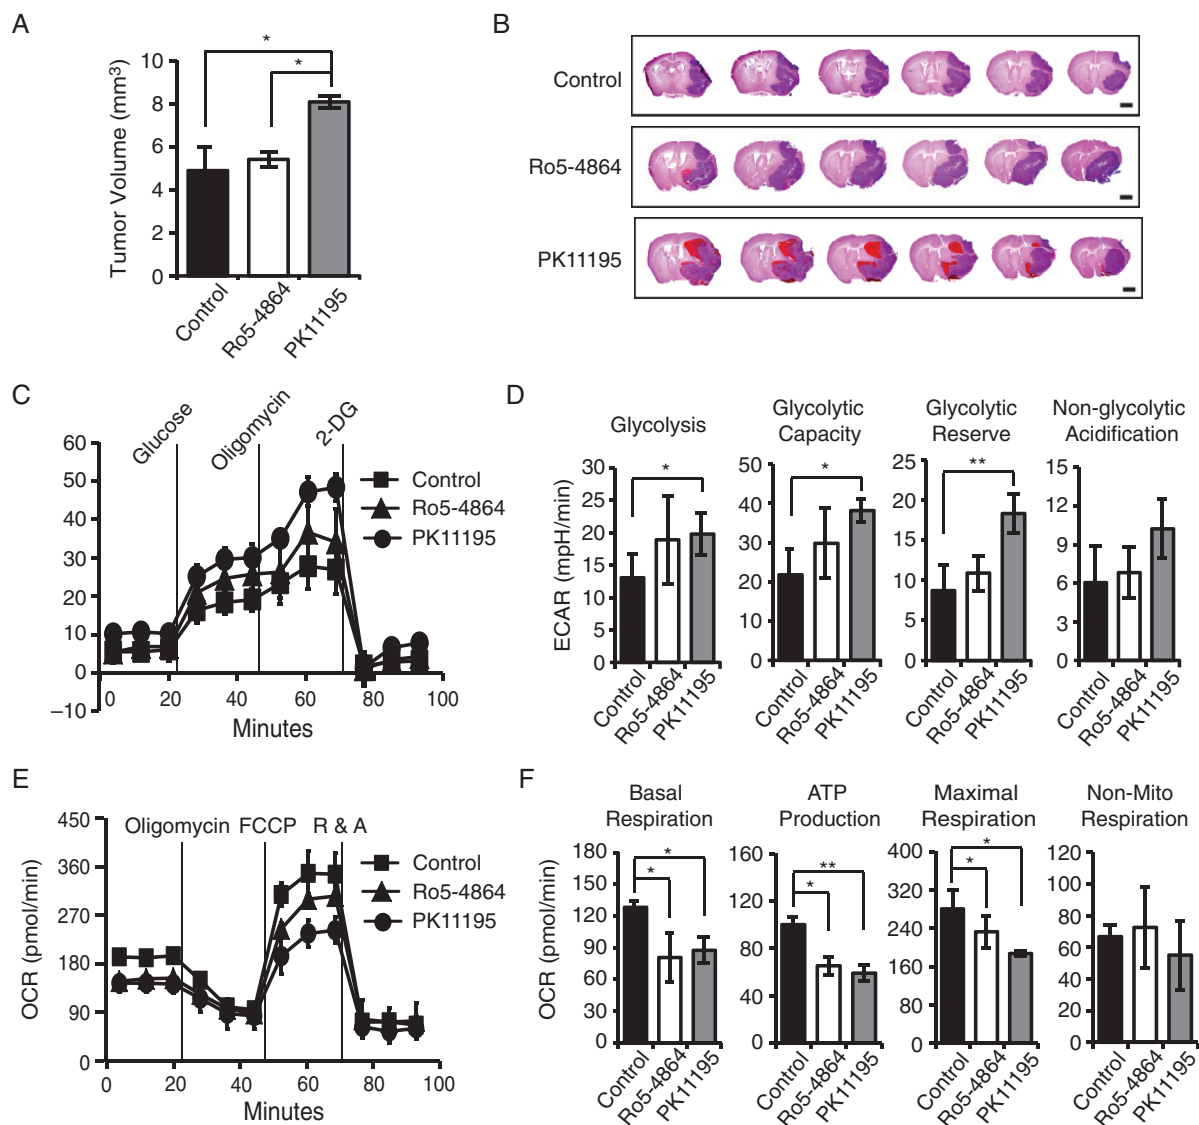 A
Tumor Volume (mm³)
10
8
6
4
2
0
*
*
Control
Ro5-4864
PK11195
B
Control
Ro5-4864
PK11195
C
60
50
40
30
20
10
0
–10
Glucose
Oligomycin
2-DG
Control
Ro5-4864
PK11195
0 20 40 60 80 100
Minutes
D
ECAR (mpH/min)
Glycolysis
30
25
20
15
10
5
0
*
Control
Ro5-4864
PK11195
Glycolytic
Capacity
50
40
30
20
10
0
*
Control
Ro5-4864
PK11195
Glycolytic
Reserve
25
20
15
10
5
0
**
Control
Ro5-4864
PK11195
Non-glycolytic
Acidification
15
12
9
6
3
0
Control
Ro5-4864
PK11195
E
OCR (pmol/min)
450
360
270
180
90
0
Oligomycin FCCP R & A
Control
Ro5-4864
PK11195
0 20 40 60 80 100
Minutes
F
OCR (pmol/min)
Basal
Respiration
180
150
120
90
60
30
0
*
*
Control
Ro5-4864
PK11195
ATP
Production
160
120
80
40
0
**
*
Control
Ro5-4864
PK11195
Maximal
Respiration
400
320
240
160
80
0
*
*
Control
Ro5-4864
PK11195
Non-Mito
Respiration
120
100
80
60
40
20
0
Control
Ro5-4864
PK11195